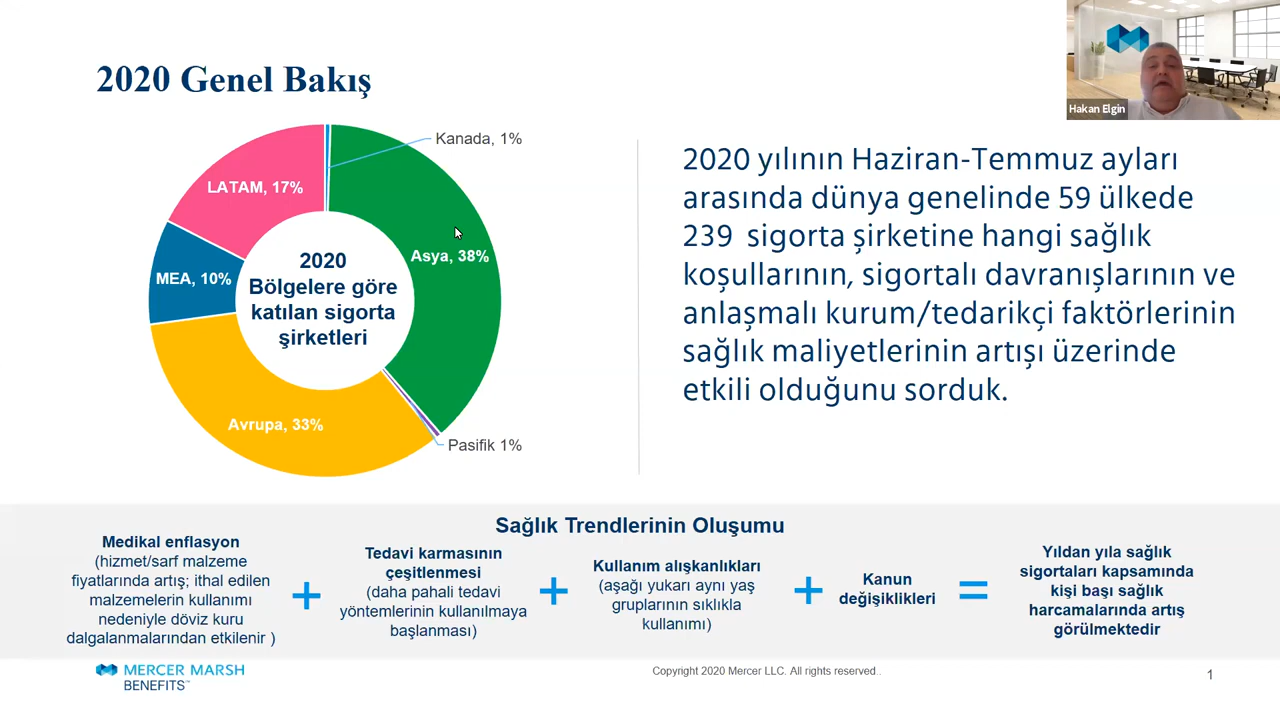 2020 Genel Bakış
Hakan Elgin
Kanada, 1%
LATAM, 17%
Asya, 38%
MEA, 10%
2020
Bölgelere göre
katılan sigorta
şirketleri
Avrupa, 33%
Pasifik 1%
2020 yılının Haziran-Temmuz ayları
arasında dünya genelinde 59 ülkede
239 sigorta şirketine hangi sağlık
koşullarının, sigortalı davranışlarının ve
anlaşmalı kurum/tedarikçi faktörlerinin
sağlık maliyetlerinin artışı üzerinde
etkili olduğunu sorduk.
Sağlık Trendlerinin Oluşumu
Medikal enflasyon
(hizmet/sarf malzeme
fiyatlarında artış; ithal edilen
malzemelerin kullanımı
nedeniyle döviz kuru
dalgalanmalarından etkilenir )
+
Tedavi karmasının
çeşitlenmesi
(daha pahali tedavi
yöntemlerinin kullanılmaya
başlanması)
+
Kullanım alışkanlıkları
(aşağı yukarı aynı yaş
gruplarının sıklıkla
kullanımı)
+
Kanun
değişiklikleri
=
Yıldan yıla sağlık
sigortaları kapsamında
kişi başı sağlık
harcamalarında artış
görülmektedir
MERCER MARSH
BENEFITS™
Copyright 2020 Mercer LLC. All rights reserved..
1